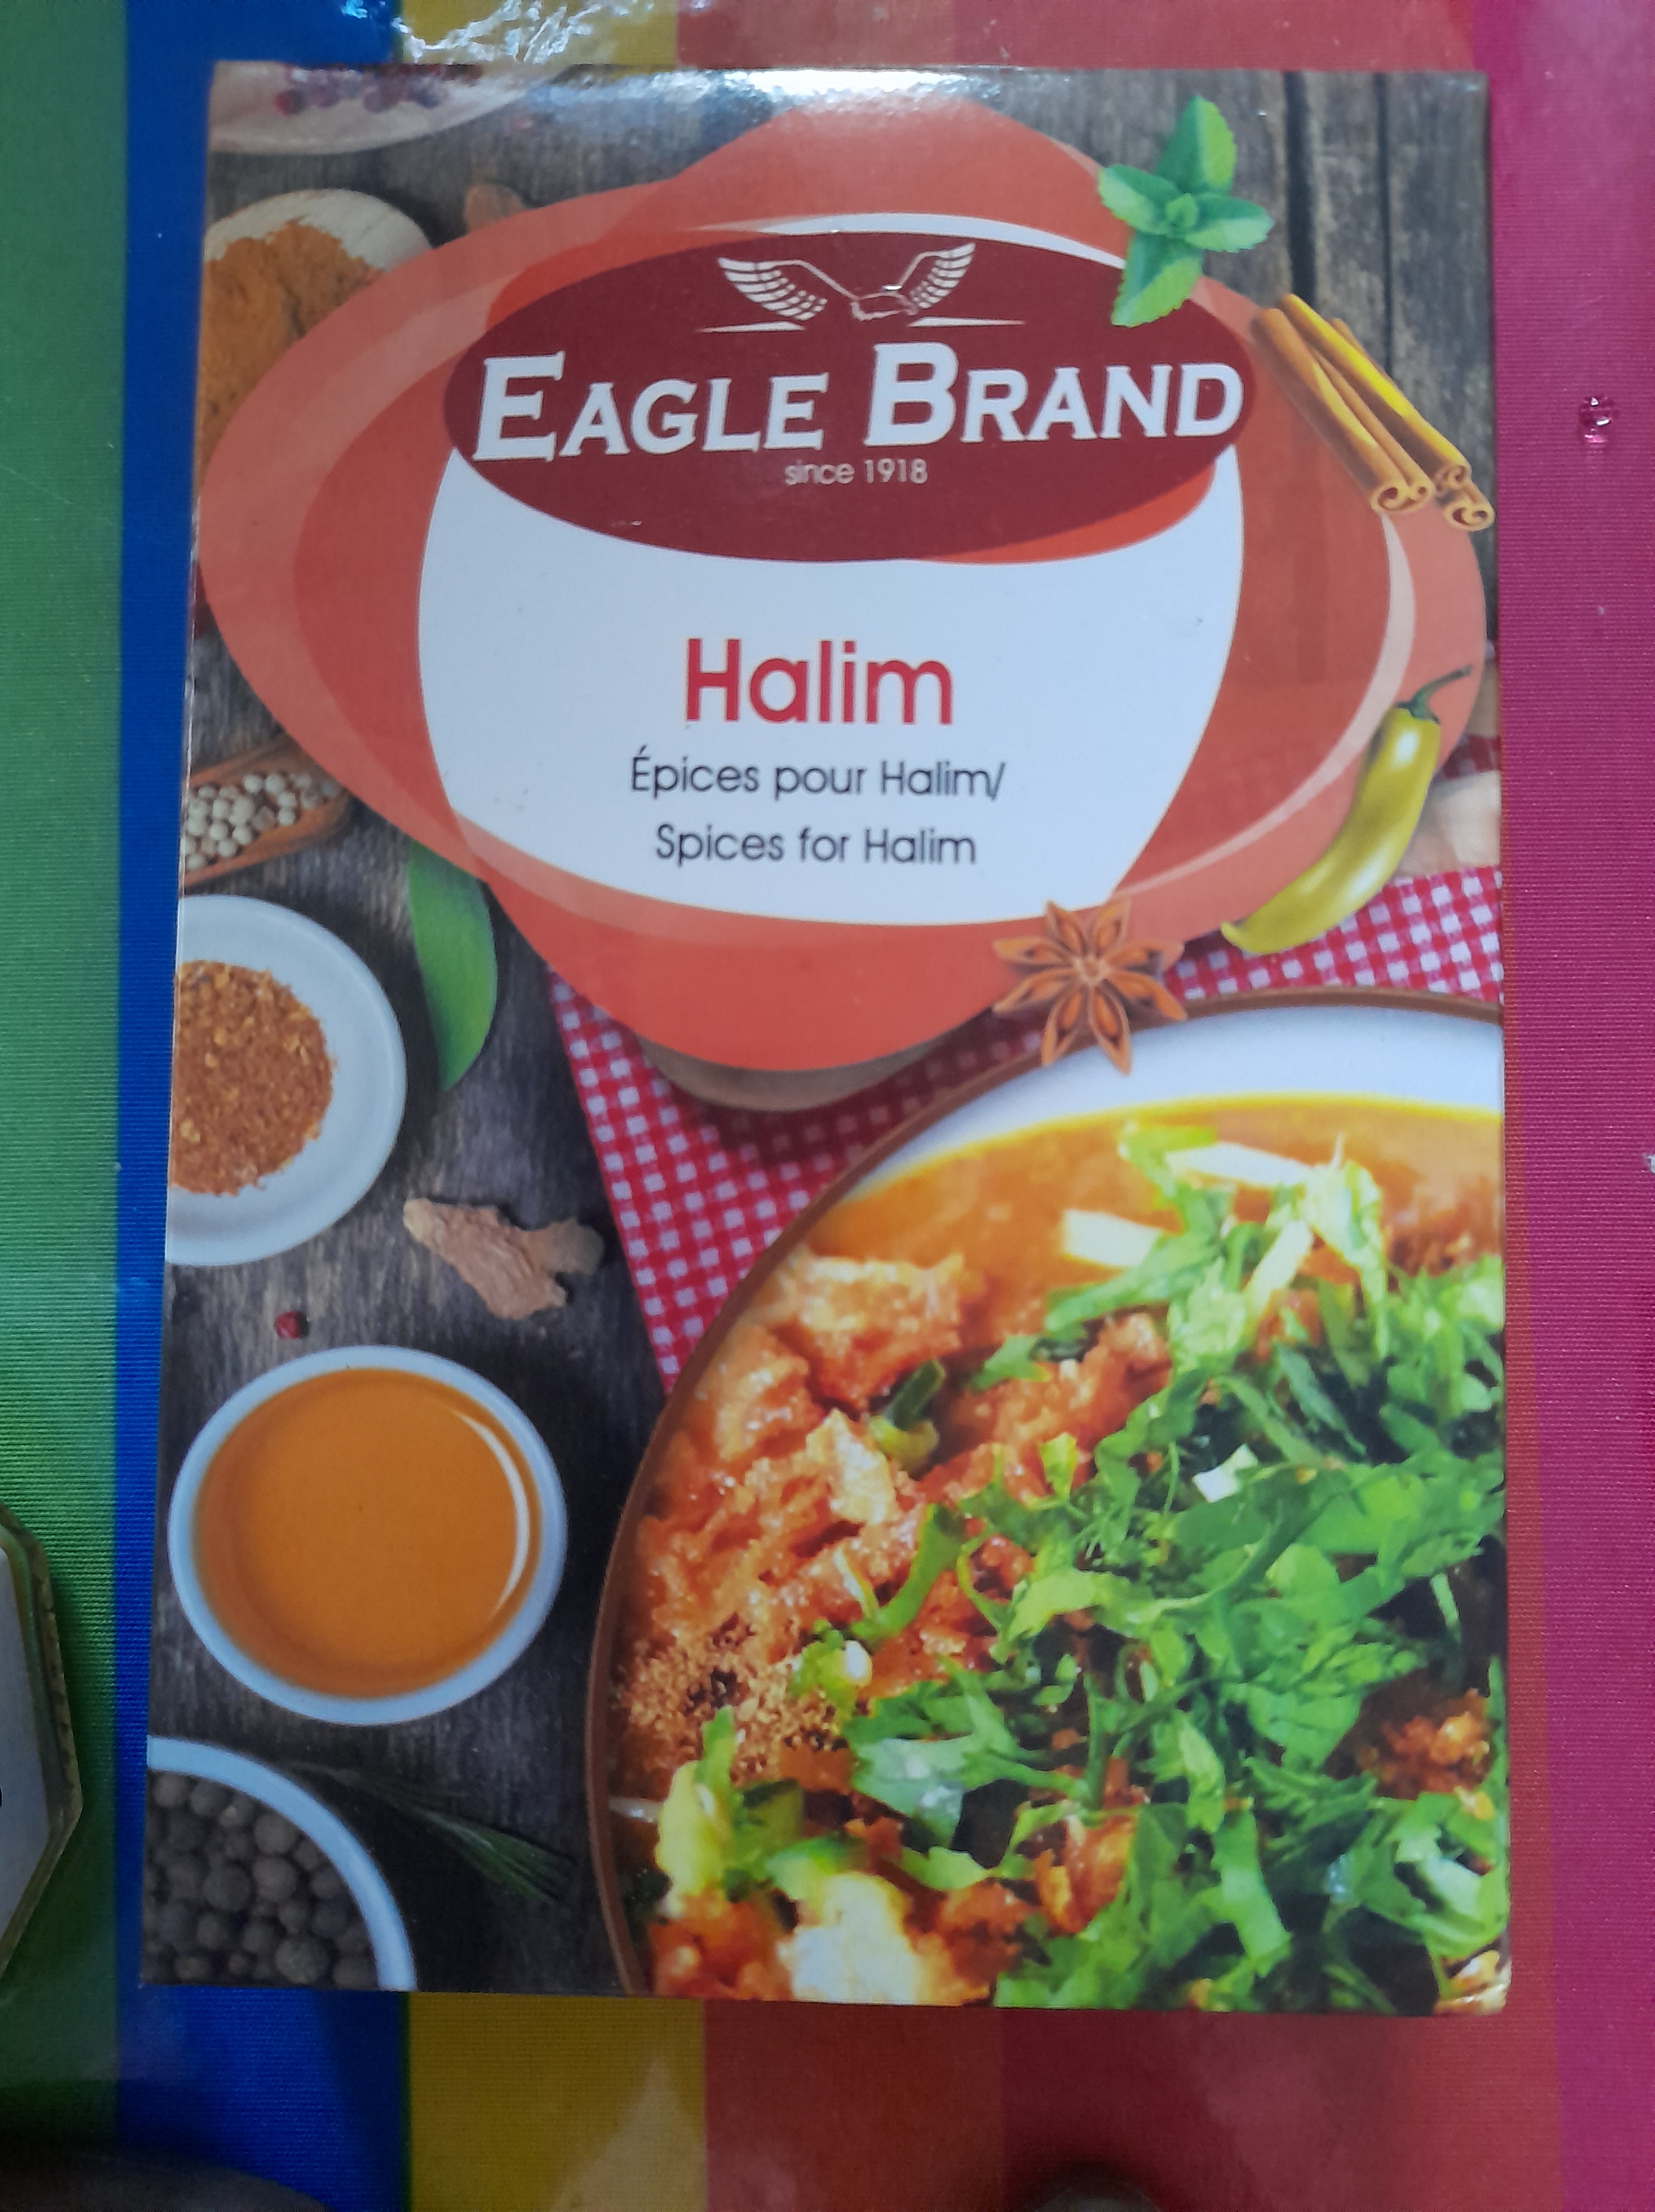 EAGLE BRAND
since 1918
Halim
Épices pour Halim/
Spices for Halim